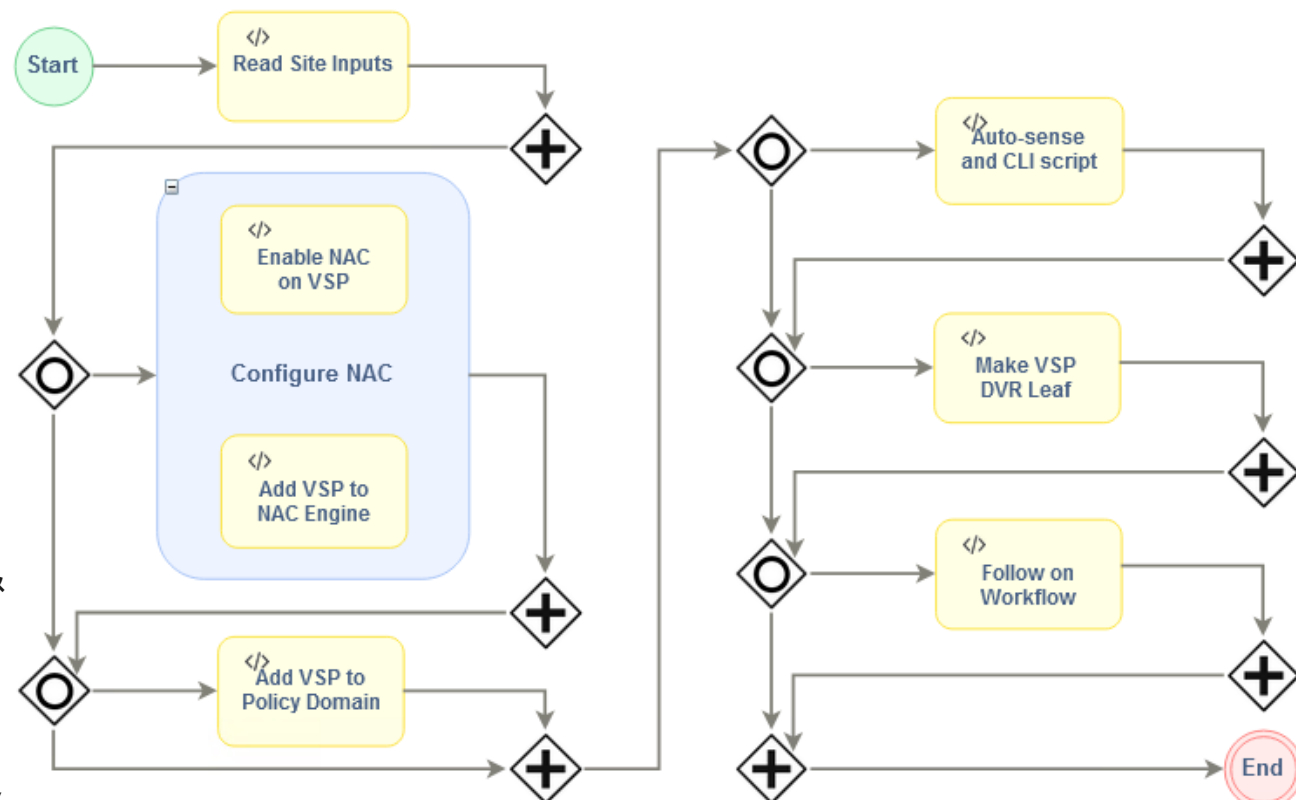 Start
</>
Read Site Inputs
</>
Enable NAC
on VSP
Configure NAC
</>
Add VSP to
NAC Engine
&
</>
Add VSP to
Policy Domain
</>
Auto-sense
and CLI script
</>
Make VSP
DVR Leaf
</>
Follow on
Workflow
End